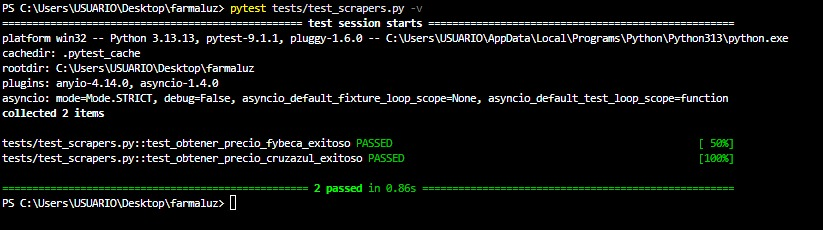 PS C:\Users\USUARIO\Desktop\farmaluz> pytest tests/test_scrapers.py -v
================================================= test session starts =================================================
platform win32 -- Python 3.13.13, pytest-9.1.1, pluggy-1.6.0 -- C:\Users\USUARIO\AppData\Local\Programs\Python\Python313\python.exe
cachedir: .pytest_cache
rootdir: C:\Users\USUARIO\Desktop\farmaluz
plugins: anyio-4.14.0, asyncio-1.4.0
asyncio: mode=Mode.STRICT, debug=False, asyncio_default_fixture_loop_scope=None, asyncio_default_test_loop_scope=function
collected 2 items
tests/test_scrapers.py::test_obtener_precio_fybeca_exitoso PASSED [ 50%]
tests/test_scrapers.py::test_obtener_precio_cruzazul_exitoso PASSED [100%]
================================================== 2 passed in 0.86s ==================================================
PS C:\Users\USUARIO\Desktop\farmaluz>